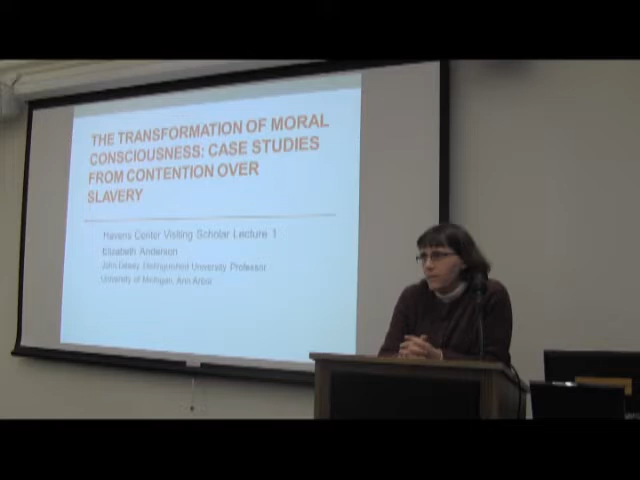 THE TRANSFORMATION OF MORAL
CONSCIOUSNESS: CASE STUDIES
FROM CONTENTION OVER
SLAVERY
Havens Center Visiting Scholar Lecture 1
Elizabeth Anderson
John Dewey Distinguished University Professor
University of Michigan, Ann Arbor